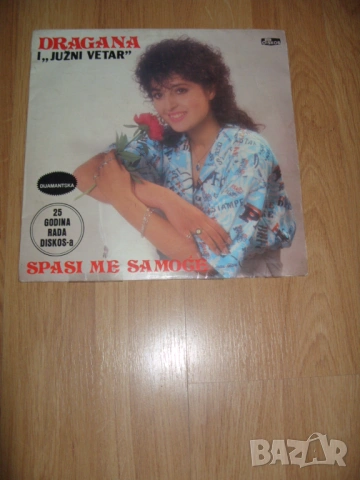 DRAGANA
I „JUŽNI VETAR”
DIJAMANTSKA
25
GODINA
RADA
DISKOS-a
SPASI ME SAMOĆE
BAZAR